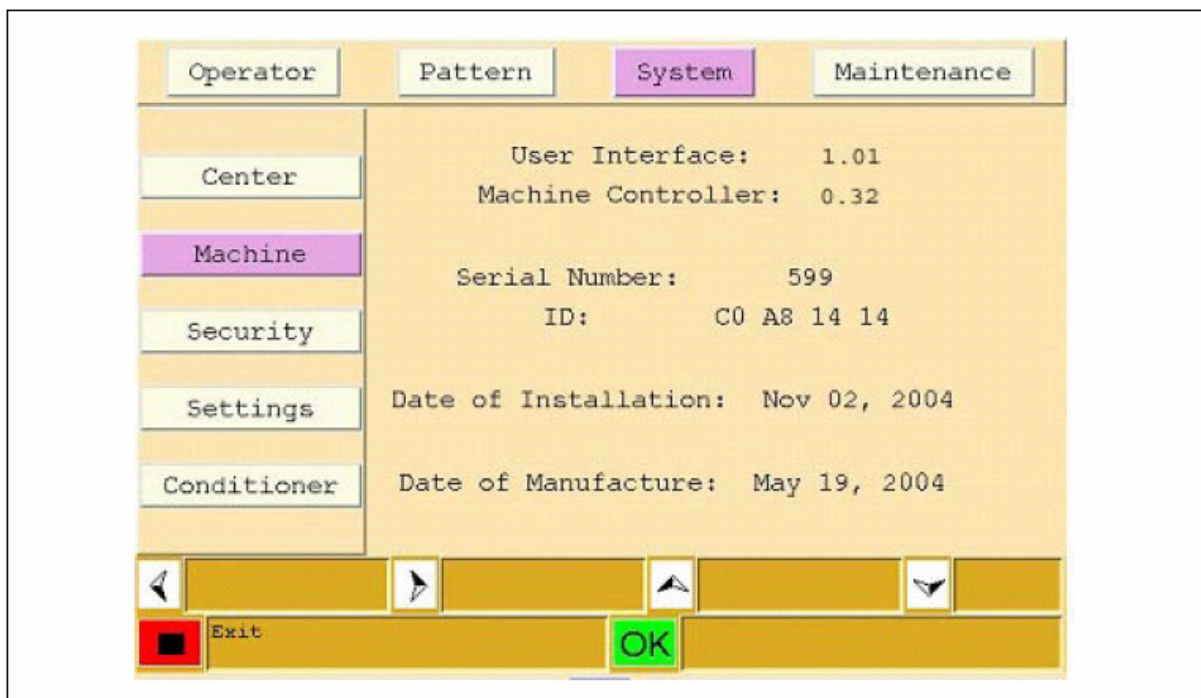 Operator Pattern System Maintenance
Center
Machine
Security
Settings
Conditioner
User Interface: 1.01
Machine Controller: 0.32
Serial Number: 599
ID: C0 A8 14 14
Date of Installation: Nov 02, 2004
Date of Manufacture: May 19, 2004
Exit
OK